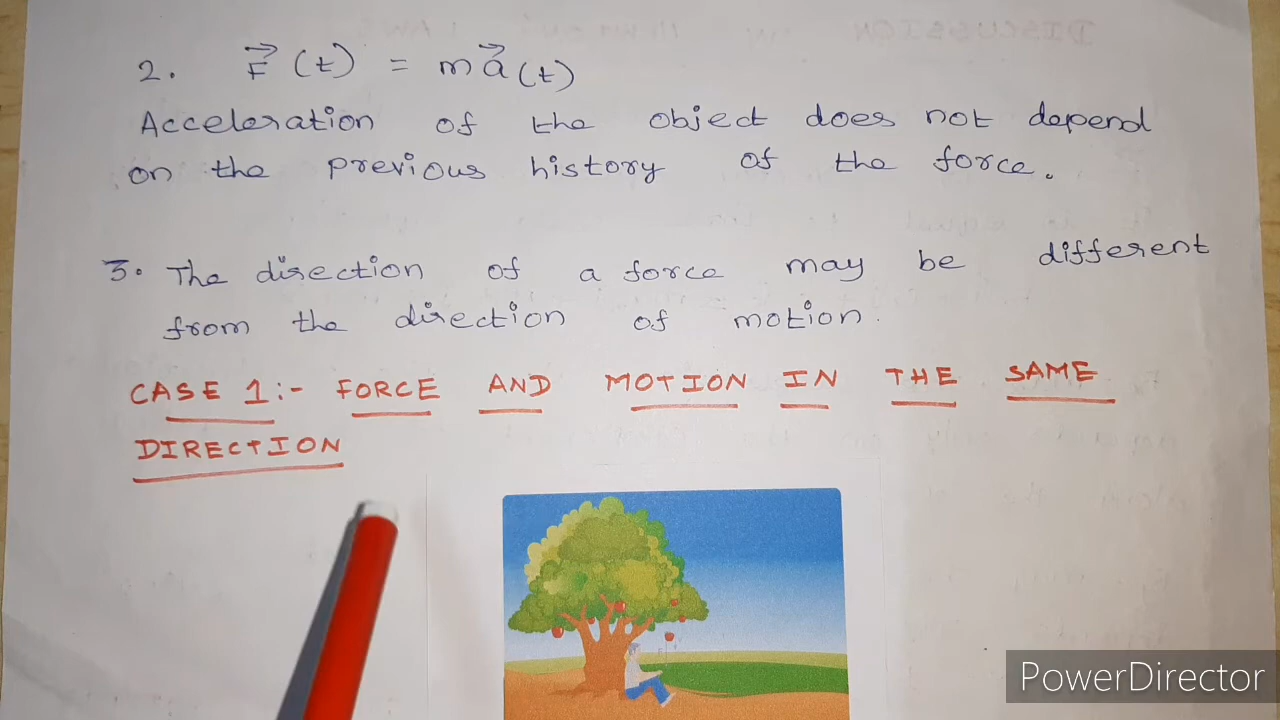 2. F⃗ (t) = m a⃗ (t)
Acceleration of the object does not depend
on the previous history of the force.
3. The direction of a force may be different
from the direction of motion.
CASE 1:- FORCE AND MOTION IN THE SAME
DIRECTION
PowerDirector